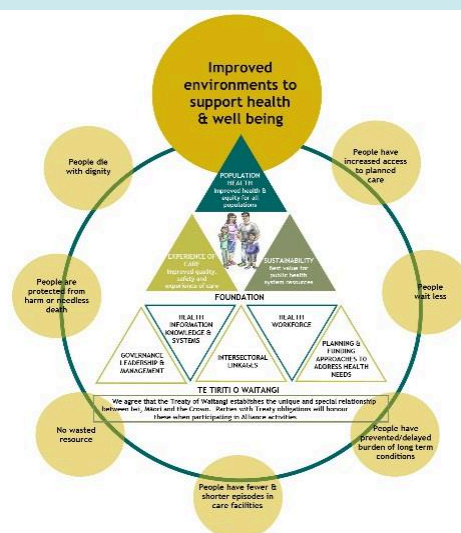 Improved
environments to
support health
& well being
People die
with dignity
People have
increased access
to planned
care
POPULATION
HEALTH
Improved health &
equity for all
populations
EXPERIENCE OF
CARE
Improved quality,
safety and
experience of care
SUSTAINABILITY
Best value for
public health
system resources
People are
protected from
harm or needless
death
People
wait less
FOUNDATION
HEALTH
INFORMATION
KNOWLEDGE &
SYSTEMS
HEALTH
WORKFORCE
GOVERNANCE
LEADERSHIP &
MANAGEMENT
INTERSECTORAL
LINKAGES
PLANNING &
FUNDING
APPROACHES TO
ADDRESS HEALTH
NEEDS
TE TIRITI O WAITANGI
We agree that the Treaty of Waitangi establishes the unique and special relationship
between Iwi, Māori and the Crown. Parties with Treaty obligations will honour
these when participating in Alliance activities
No wasted
resource
People have
prevented/delayed
burden of long term
conditions
People have fewer &
shorter episodes in
care facilities